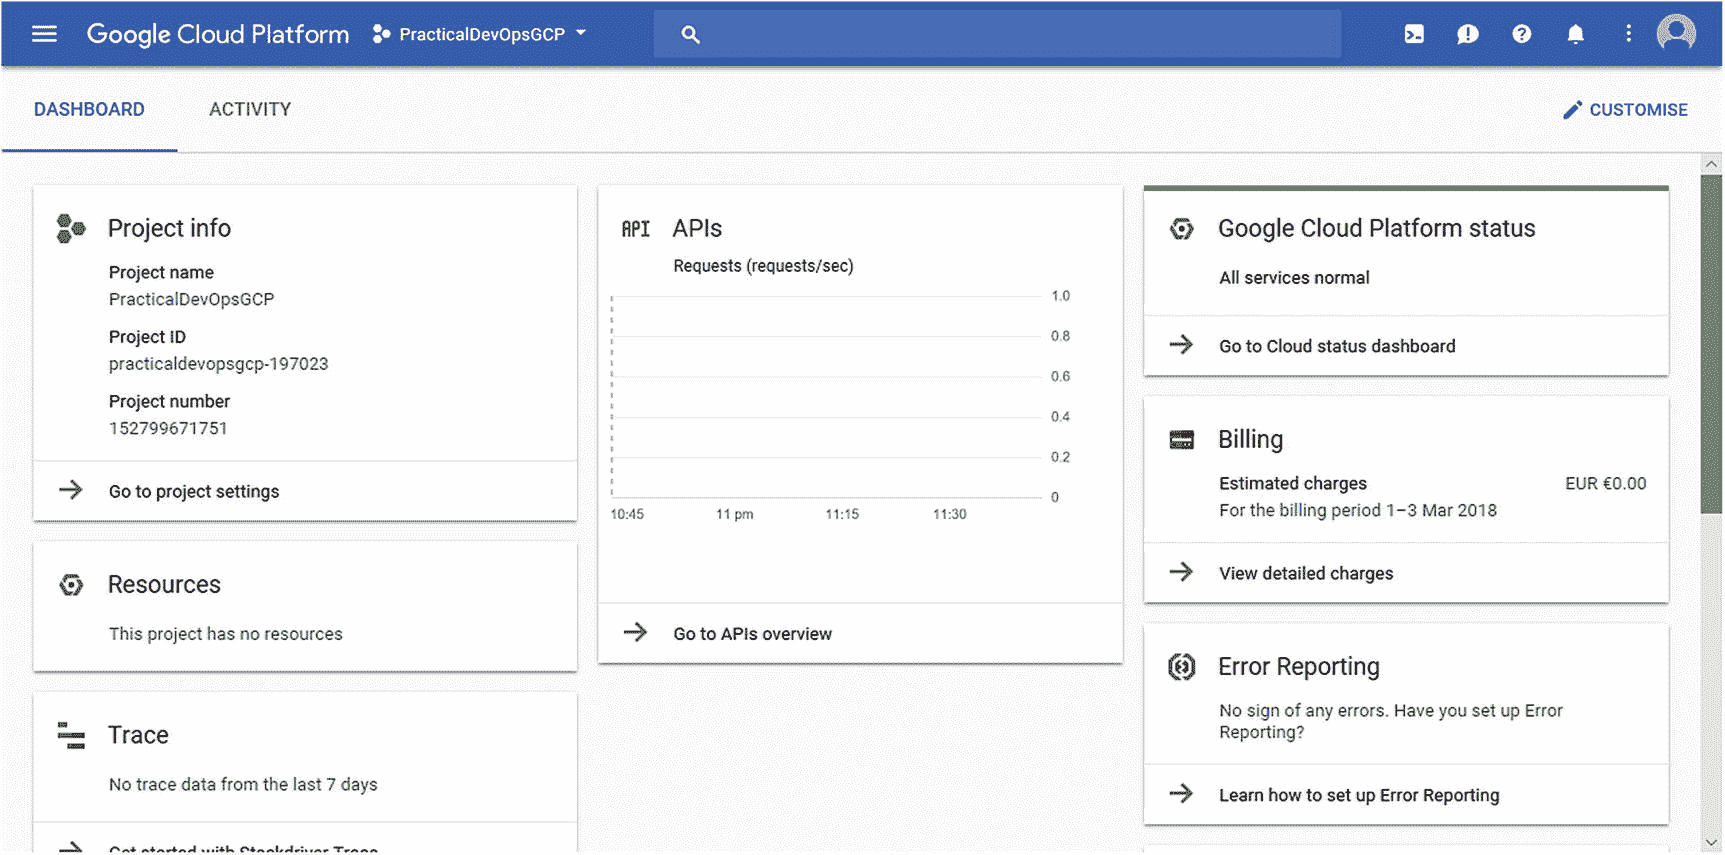 Google Cloud Platform
PracticalDevOpsGCP
DASHBOARD
ACTIVITY
CUSTOMISE
Project info
Project name
PracticalDevOpsGCP
Project ID
practicaldevopsgcp-197023
Project number
152799671751
Go to project settings
Resources
This project has no resources
Trace
No trace data from the last 7 days
Get started with Stackdriver Trace
API APIs
Requests (requests/sec)
1.0
0.8
0.6
0.4
0.2
0
10:45 11 pm 11:15 11:30
Go to APIs overview
Google Cloud Platform status
All services normal
Go to Cloud status dashboard
Billing
Estimated charges EUR €0.00
For the billing period 1–3 Mar 2018
View detailed charges
Error Reporting
No sign of any errors. Have you set up Error
Reporting?
Learn how to set up Error Reporting